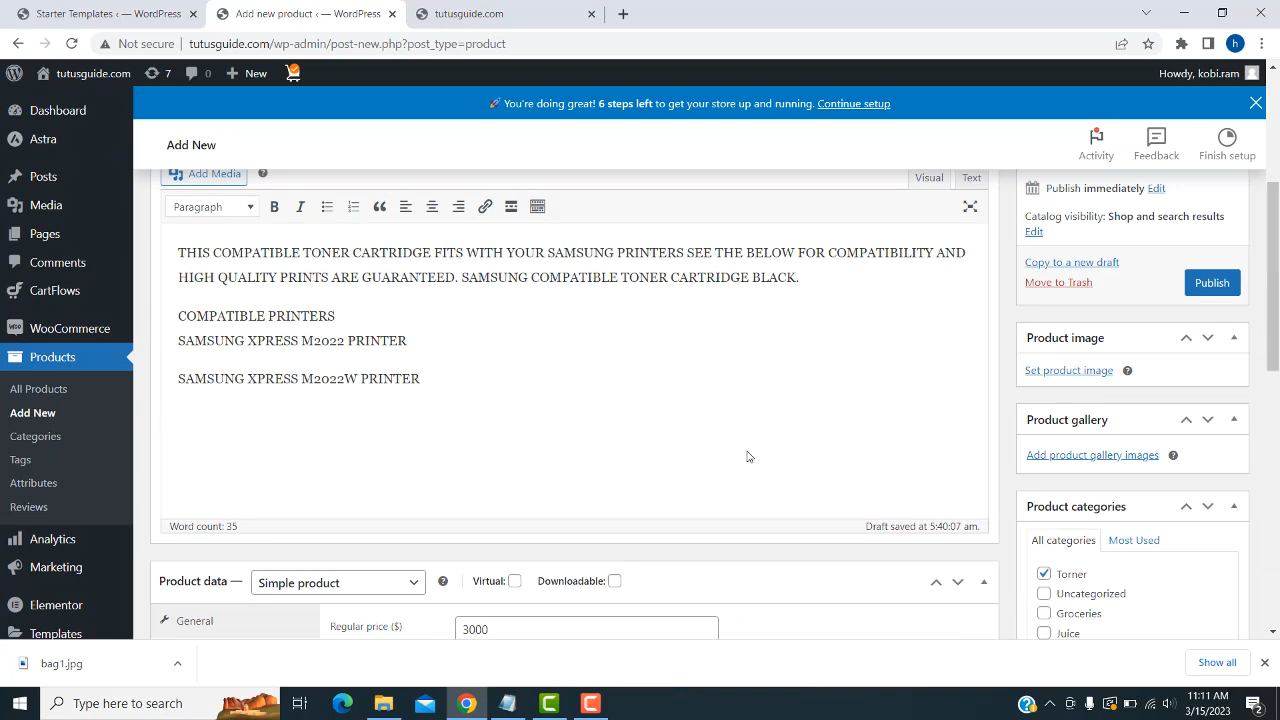 Starter Templates ‹ — WordPress
Add new product ‹ — WordPress
tutusguide.com
Not secure
tutusguide.com/wp-admin/post-new.php?post_type=product
h
tutusguide.com
7
0
New
Howdy, kobi.ram
🚀 You're doing great! 6 steps left to get your store up and running. Continue setup
Add New
Activity
Feedback
Finish setup
Dashboard
Astra
Posts
Media
Pages
Comments
CartFlows
WooCommerce
Products
All Products
Add New
Categories
Tags
Attributes
Reviews
Analytics
Marketing
Elementor
Templates
Add Media
Visual
Text
Paragraph
THIS COMPATIBLE TONER CARTRIDGE FITS WITH YOUR SAMSUNG PRINTERS SEE THE BELOW FOR COMPATIBILITY AND
HIGH QUALITY PRINTS ARE GUARANTEED. SAMSUNG COMPATIBLE TONER CARTRIDGE BLACK.
COMPATIBLE PRINTERS
SAMSUNG XPRESS M2022 PRINTER
SAMSUNG XPRESS M2022W PRINTER
Word count: 35
Draft saved at 5:40:07 am.
Product data —
Simple product
Virtual:
Downloadable:
General
Regular price ($)
3000
Publish immediately Edit
Catalog visibility: Shop and search results
Edit
Copy to a new draft
Move to Trash
Publish
Product image
Set product image
Product gallery
Add product gallery images
Product categories
All categories
Most Used
Torner
Uncategorized
Groceries
Juice
bag1.jpg
Show all
Type here to search
11:11 AM
3/15/2023
2